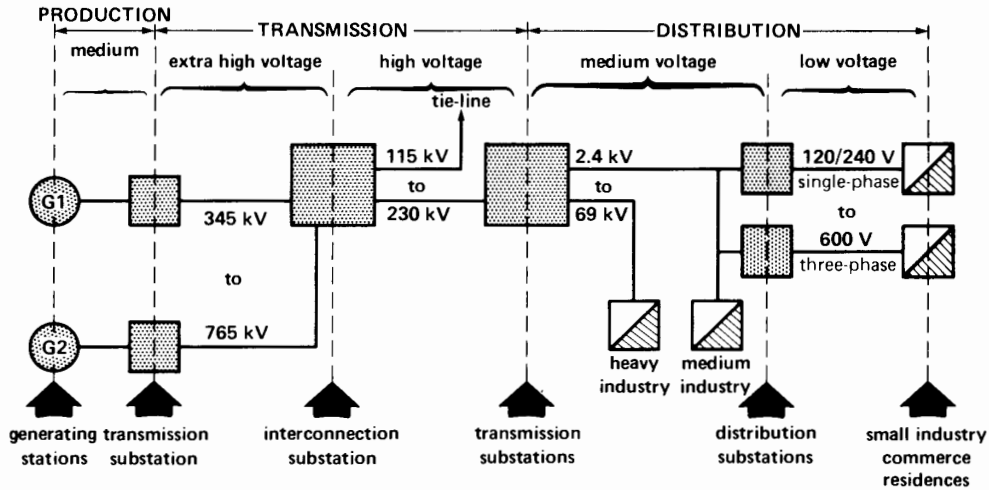 PRODUCTION
TRANSMISSION
DISTRIBUTION
medium
extra high voltage
high voltage
medium voltage
low voltage
tie-line
115 kV
to
230 kV
2.4 kV
to
69 kV
120/240 V
single-phase
to
600 V
three-phase
G1
345 kV
to
765 kV
G2
heavy
industry
medium
industry
generating
stations
transmission
substation
interconnection
substation
transmission
substations
distribution
substations
small industry
commerce
residences